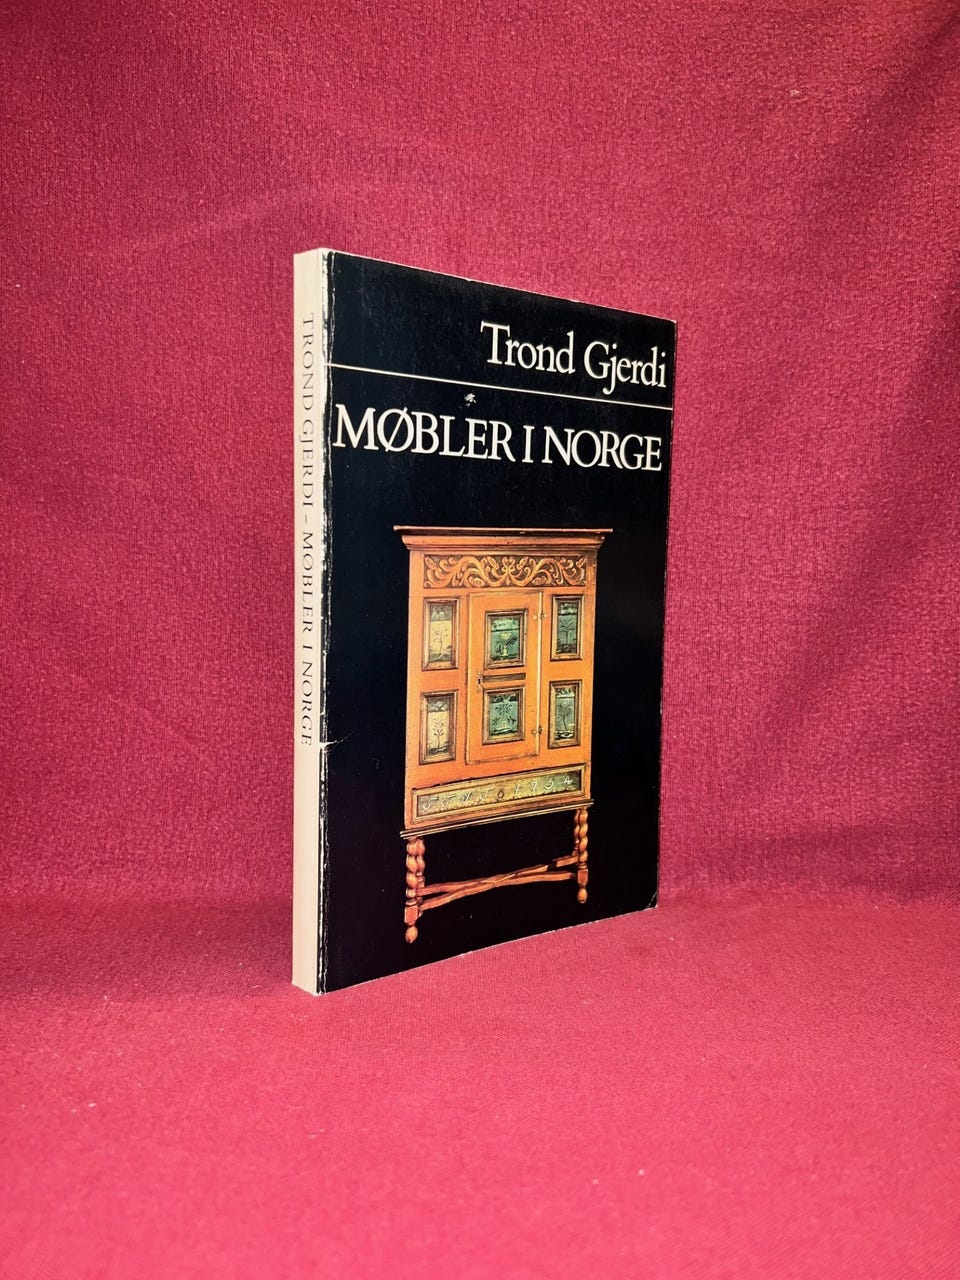 Trond Gjerdi
MØBLER I NORGE
TROND GJERDI – MØBLER I NORGE